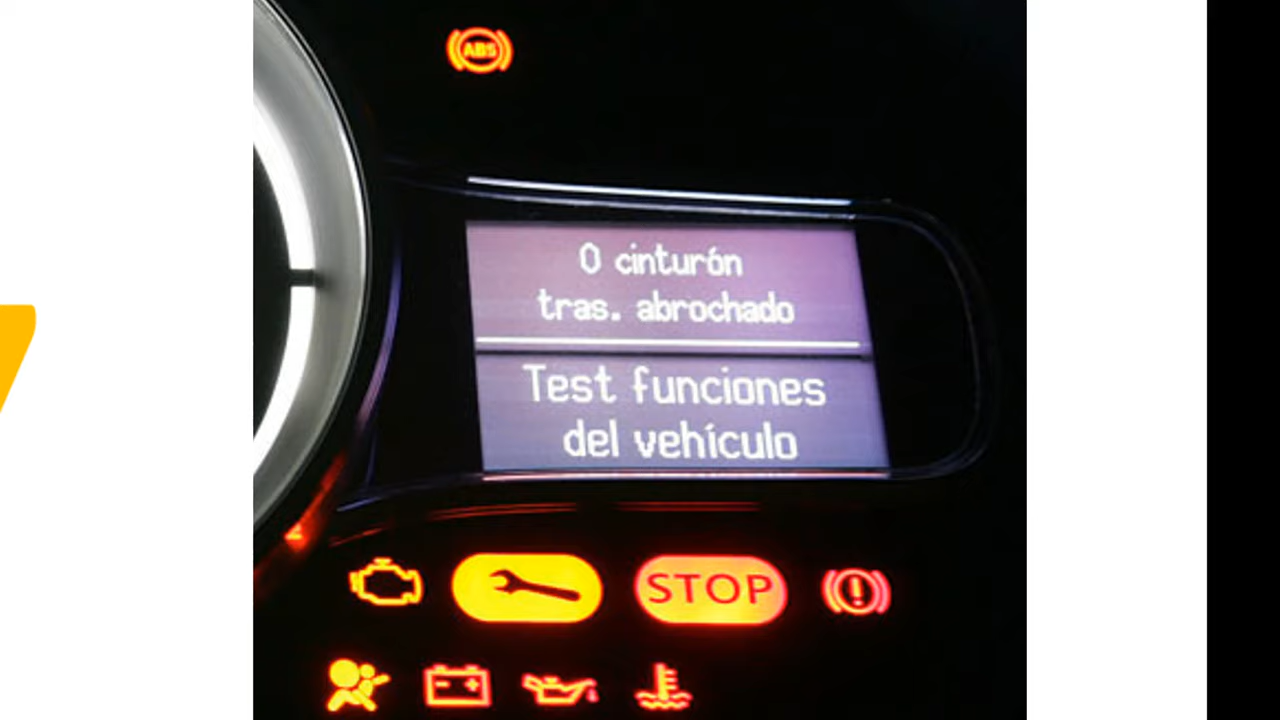 ABS
0 cinturón
tras. abrochado
Test funciones
del vehículo
STOP